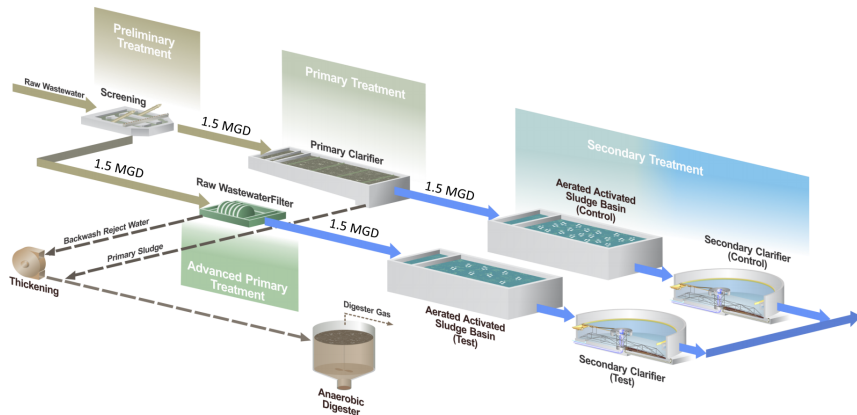 Preliminary
Treatment
Raw Wastewater
Screening
1.5 MGD
Primary Treatment
Primary Clarifier
1.5 MGD
Secondary Treatment
Aerated Activated
Sludge Basin
(Control)
Secondary Clarifier
(Control)
1.5 MGD
Raw WastewaterFilter
1.5 MGD
Backwash Reject Water
Primary Sludge
Thickening
Advanced Primary
Treatment
Aerated Activated
Sludge Basin
(Test)
Secondary Clarifier
(Test)
Digester Gas
Anaerobic
Digester